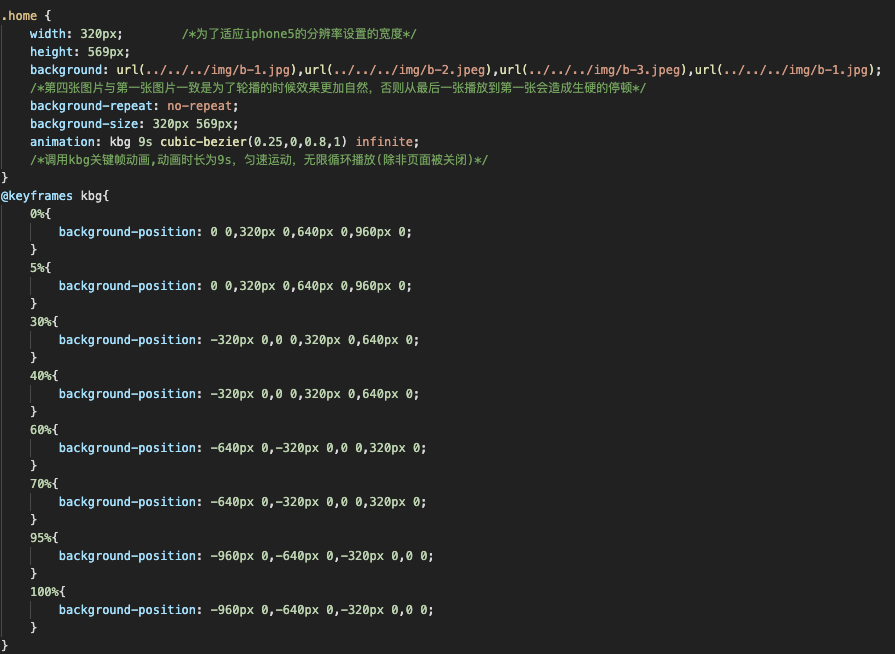 .home {
    width: 320px;        /*为了适应iphone5的分辨率设置的宽度*/
    height: 569px;
    background: url(../../../img/b-1.jpg),url(../../../img/b-2.jpeg),url(../../../img/b-3.jpeg),url(../../../img/b-1.jpg);
    /*第四张图片与第一张图片一致是为了轮播的时候效果更加自然，否则从最后一张播放到第一张会造成生硬的停顿*/
    background-repeat: no-repeat;
    background-size: 320px 569px;
    animation: kbg 9s cubic-bezier(0.25,0,0.8,1) infinite;
    /*调用kbg关键帧动画,动画时长为9s，匀速运动，无限循环播放(除非页面被关闭)*/
}
@keyframes kbg{
    0%{
        background-position: 0 0,320px 0,640px 0,960px 0;
    }
    5%{
        background-position: 0 0,320px 0,640px 0,960px 0;
    }
    30%{
        background-position: -320px 0,0 0,320px 0,640px 0;
    }
    40%{
        background-position: -320px 0,0 0,320px 0,640px 0;
    }
    60%{
        background-position: -640px 0,-320px 0,0 0,320px 0;
    }
    70%{
        background-position: -640px 0,-320px 0,0 0,320px 0;
    }
    95%{
        background-position: -960px 0,-640px 0,-320px 0,0 0;
    }
    100%{
        background-position: -960px 0,-640px 0,-320px 0,0 0;
    }
}